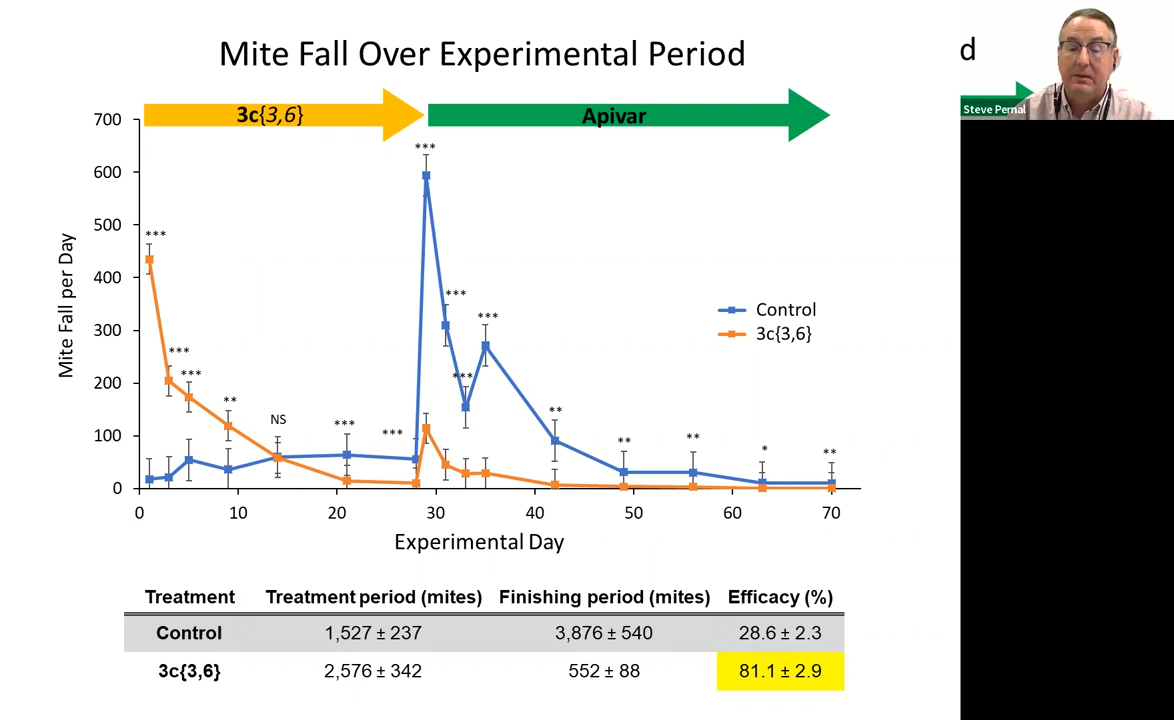 Mite Fall Over Experimental Period
d
Steve Pernal
3c{3,6}
Apivar
700
600
500
400
300
200
100
0
Mite Fall per Day
***
***
***
**
NS
***
***
***
***
***
***
**
**
**
*
**
Control
3c{3,6}
0 10 20 30 40 50 60 70
Experimental Day
Treatment Treatment period (mites) Finishing period (mites) Efficacy (%)
Control 1,527 ± 237 3,876 ± 540 28.6 ± 2.3
3c{3,6} 2,576 ± 342 552 ± 88 81.1 ± 2.9